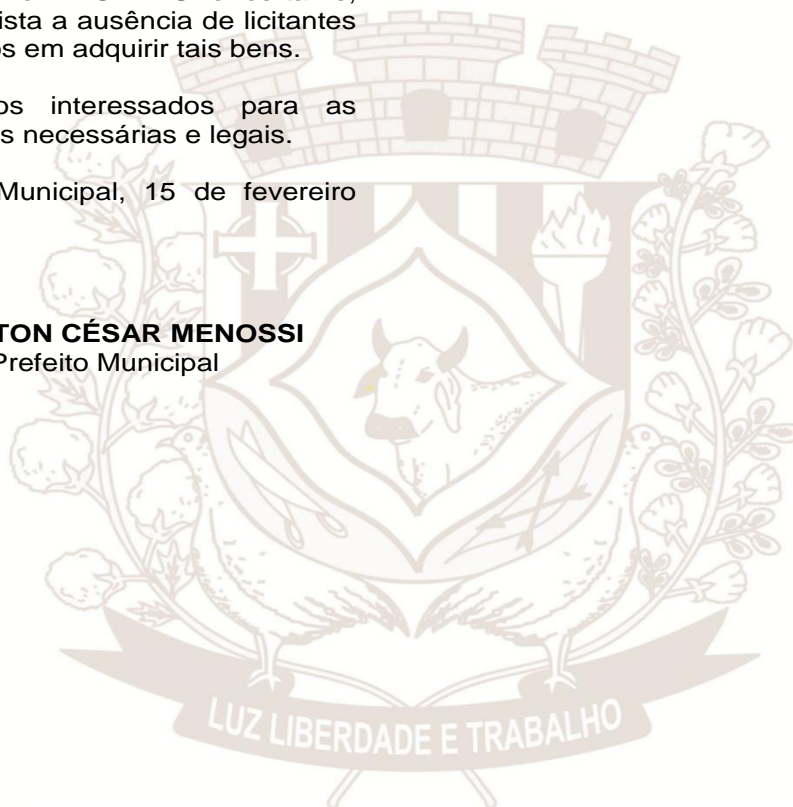 ista a ausência de licitantes
s em adquirir tais bens.
os interessados para as
s necessárias e legais.
Municipal, 15 de fevereiro
TON CÉSAR MENOSSI
Prefeito Municipal
LUZ LIBERDADE E TRABALHO